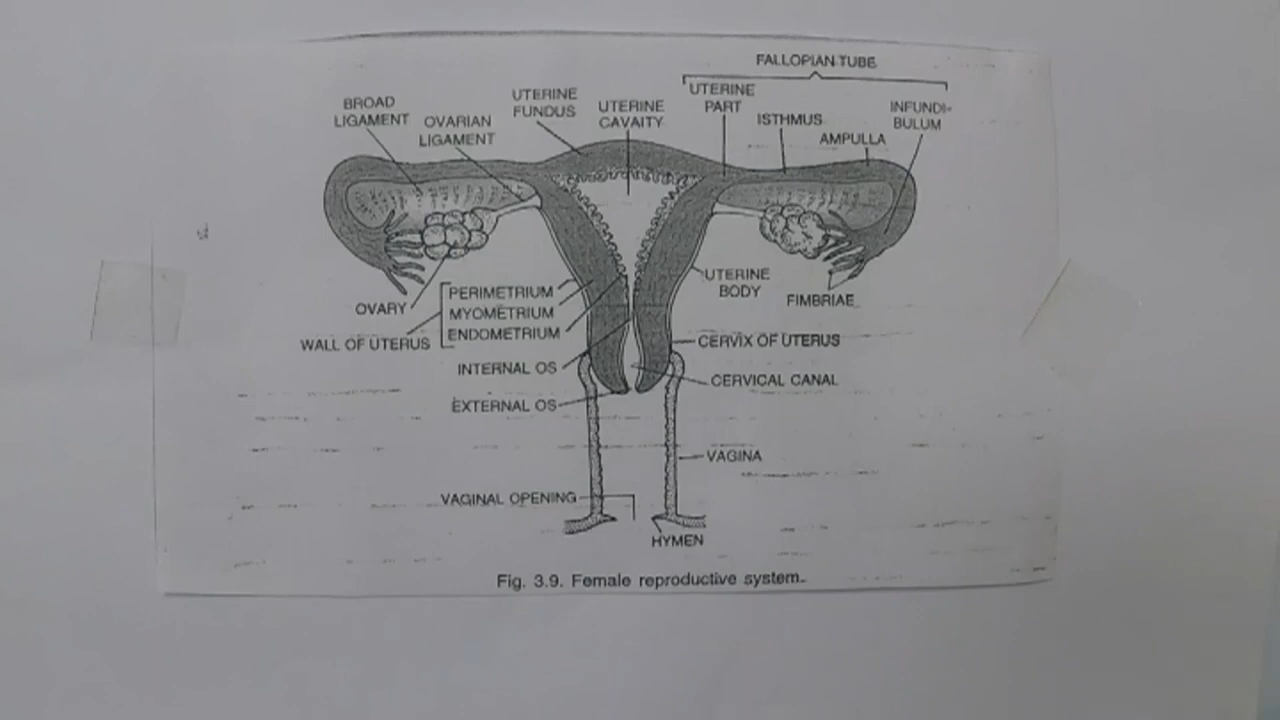 FALLOPIAN TUBE
BROAD
LIGAMENT
OVARIAN
LIGAMENT
UTERINE
FUNDUS
UTERINE
CAVAITY
UTERINE
PART
ISTHMUS
AMPULLA
INFUNDI-
BULUM
OVARY
WALL OF UTERUS
PERIMETRIUM
MYOMETRIUM
ENDOMETRIUM
INTERNAL OS
EXTERNAL OS
UTERINE
BODY
FIMBRIAE
CERVIX OF UTERUS
CERVICAL CANAL
VAGINA
VAGINAL OPENING
HYMEN
Fig. 3.9. Female reproductive system.